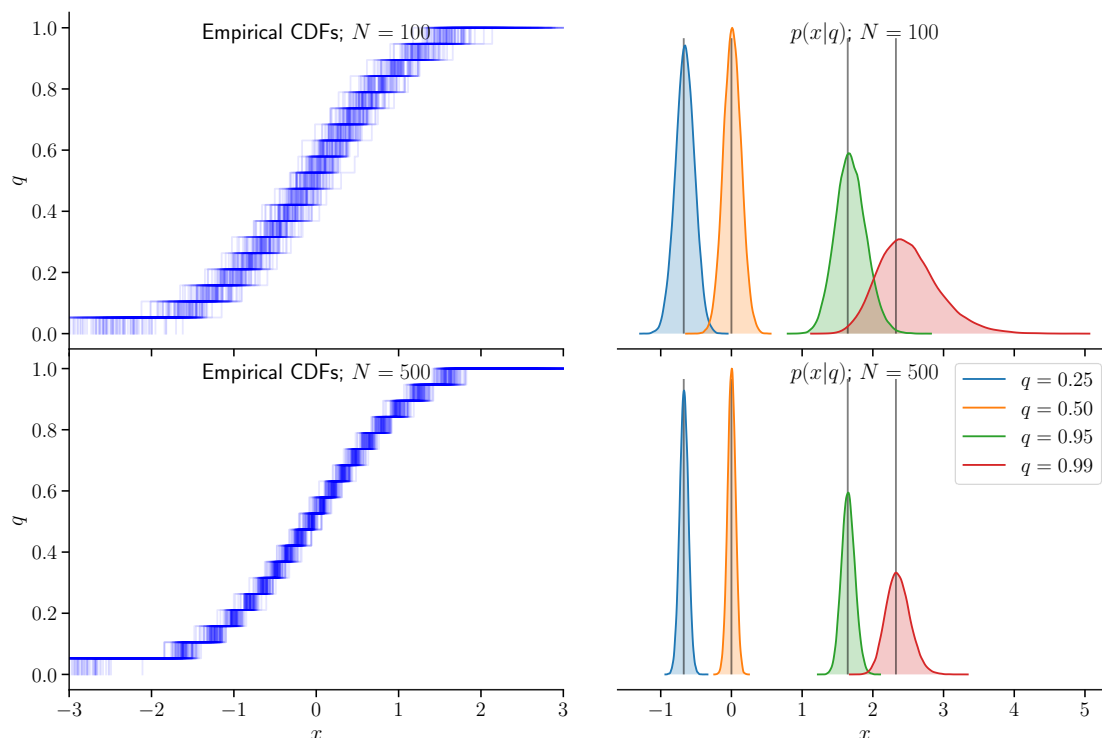 Empirical CDFs; N = 100
p(x|q); N = 100
1.0
0.8
0.6
0.4
0.2
0.0
q
Empirical CDFs; N = 500
p(x|q); N = 500
1.0
0.8
0.6
0.4
0.2
0.0
q
q = 0.25
q = 0.50
q = 0.95
q = 0.99
−3 −2 −1 0 1 2 3
x
−1 0 1 2 3 4 5
x